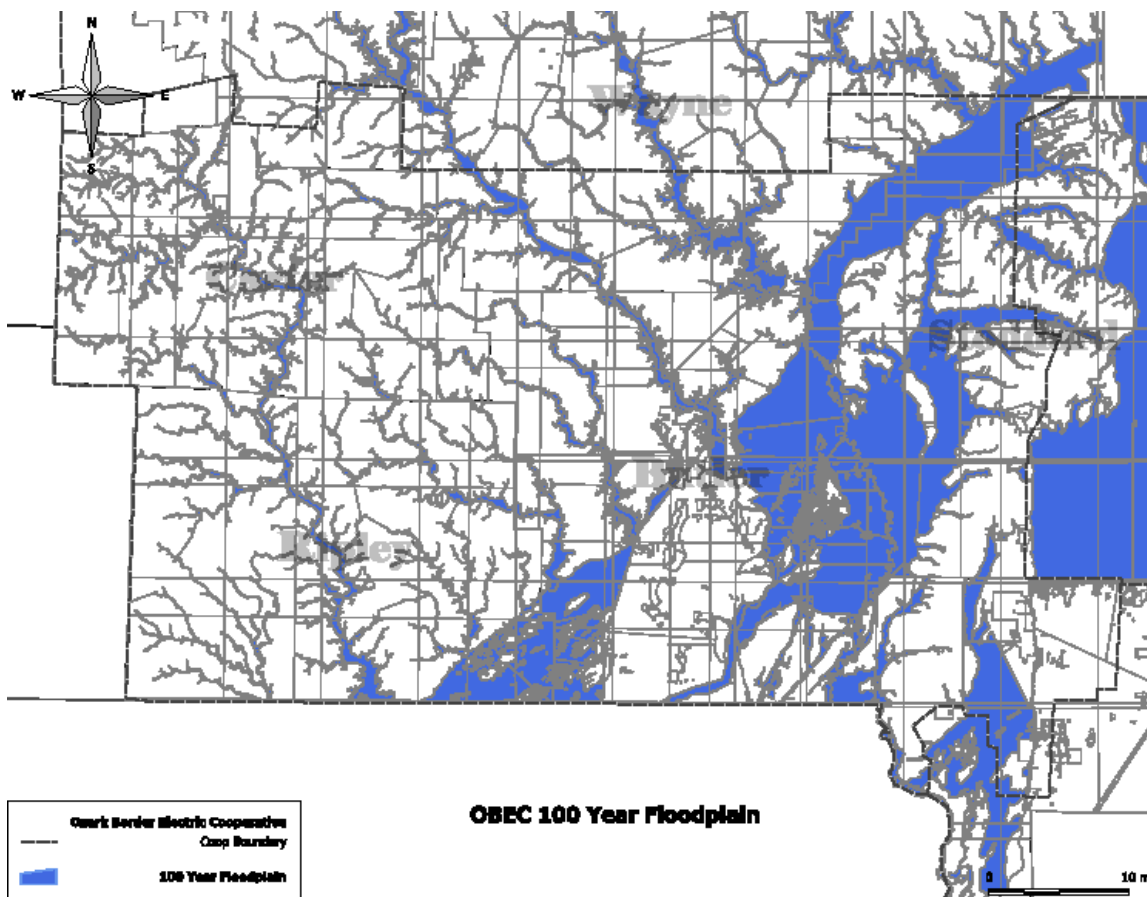 N
W E
S
Wayne
Carter
Stoddard
Butler
Ripley
OBEC 100 Year Floodplain
Ozark Border Electric Cooperative
Coop Boundary
100 Year Floodplain
0 10 m